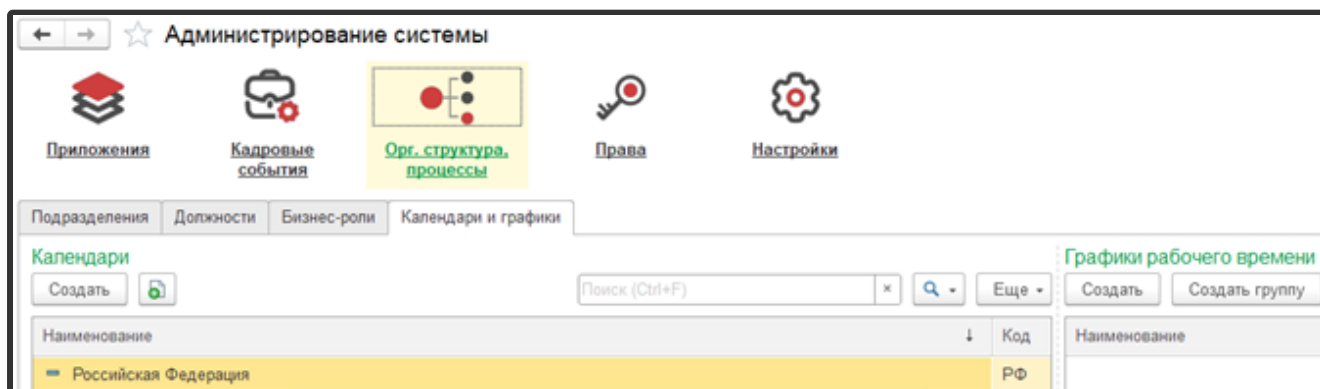 Администрирование системы
Приложения
Кадровые
события
Орг. структура,
процессы
Права
Настройки
Подразделения Должности Бизнес-роли Календари и графики
Календари Графики рабочего времени
Создать Поиск (Ctrl+F) × Еще Создать Создать группу
Наименование ↓ Код Наименование
Российская Федерация РФ